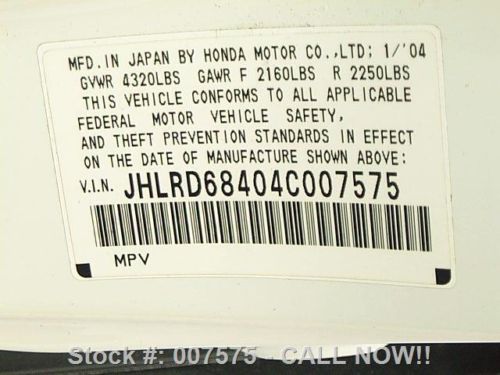 MFD. IN JAPAN BY HONDA MOTOR CO.,LTD: 1/'04
GVWR 4320LBS GAWR F 2160LBS R 2250LBS
THIS VEHICLE CONFORMS TO ALL APPLICABLE
FEDERAL MOTOR VEHICLE SAFETY,
AND THEFT PREVENTION STANDARDS IN EFFECT
ON THE DATE OF MANUFACTURE SHOWN ABOVE:
V.I.N. JHLRD68404C007575
MPV
Stock #: 007575 - CALL NOW!!